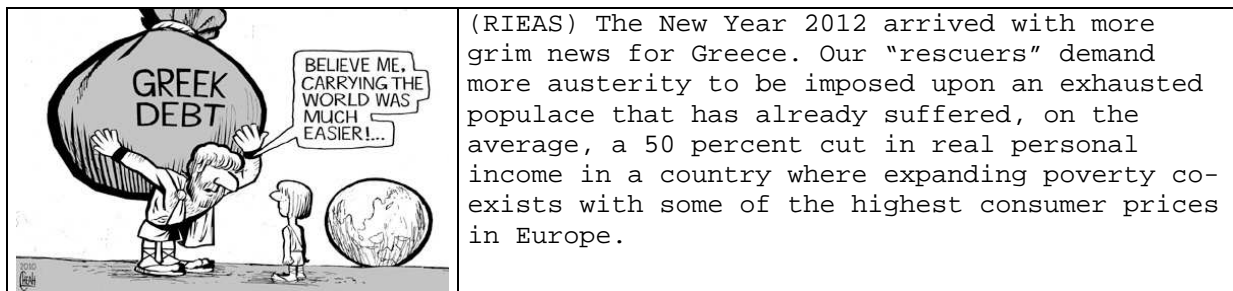 GREEK
DEBT
BELIEVE ME,
CARRYING THE
WORLD WAS
MUCH
EASIER!...
2010
(RIEAS) The New Year 2012 arrived with more
grim news for Greece. Our “rescuers” demand
more austerity to be imposed upon an exhausted
populace that has already suffered, on the
average, a 50 percent cut in real personal
income in a country where expanding poverty co-
exists with some of the highest consumer prices
in Europe.